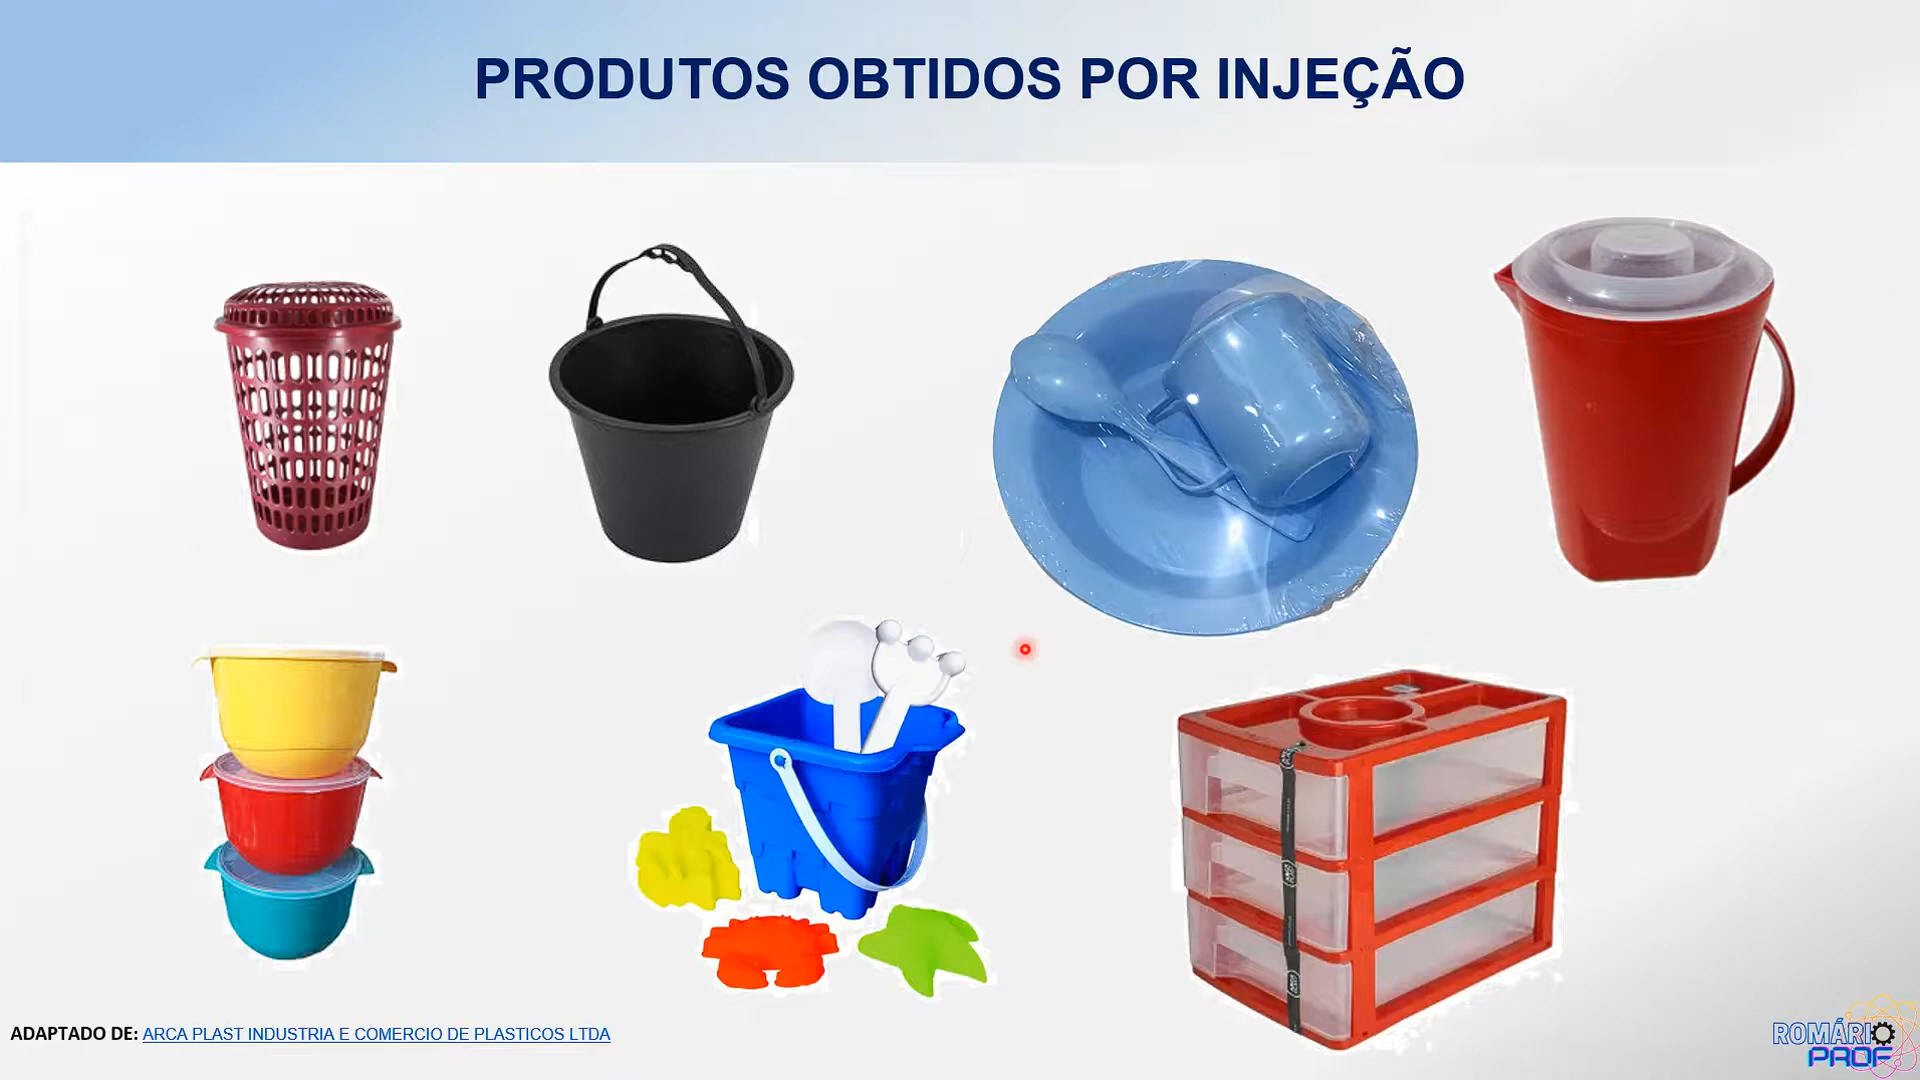 PRODUTOS OBTIDOS POR INJEÇÃO
ADAPTADO DE: ARCA PLAST INDUSTRIA E COMERCIO DE PLASTICOS LTDA
ROMÁRIO
PROF